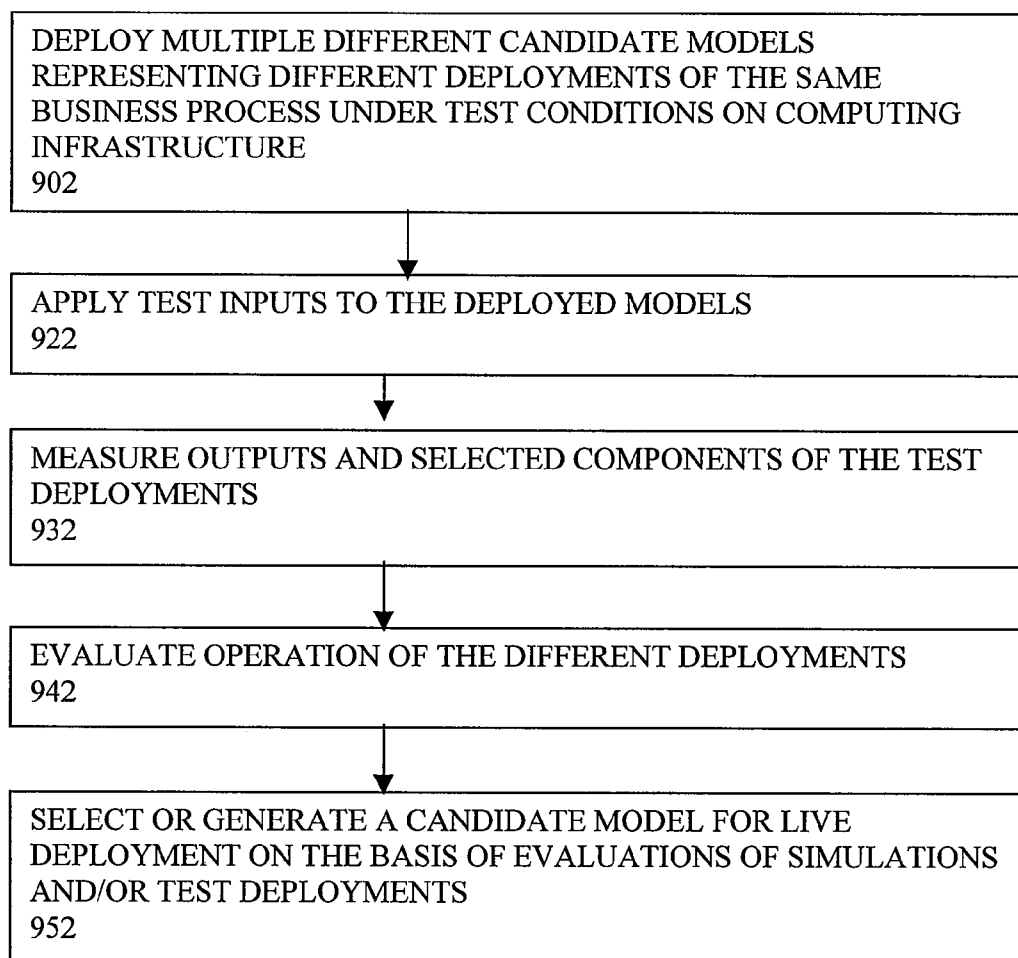 DEPLOY MULTIPLE DIFFERENT CANDIDATE MODELS
REPRESENTING DIFFERENT DEPLOYMENTS OF THE SAME
BUSINESS PROCESS UNDER TEST CONDITIONS ON COMPUTING
INFRASTRUCTURE
902
APPLY TEST INPUTS TO THE DEPLOYED MODELS
922
MEASURE OUTPUTS AND SELECTED COMPONENTS OF THE TEST
DEPLOYMENTS
932
EVALUATE OPERATION OF THE DIFFERENT DEPLOYMENTS
942
SELECT OR GENERATE A CANDIDATE MODEL FOR LIVE
DEPLOYMENT ON THE BASIS OF EVALUATIONS OF SIMULATIONS
AND/OR TEST DEPLOYMENTS
952